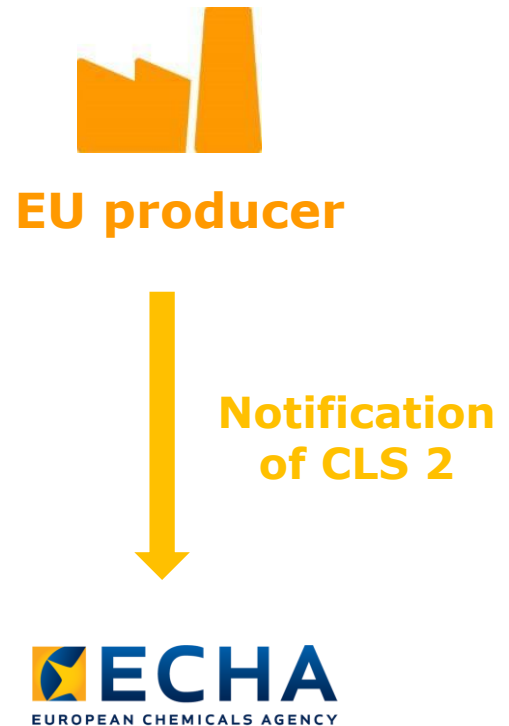 EU producer
Notification
of CLS 2
ECHA
EUROPEAN CHEMICALS AGENCY